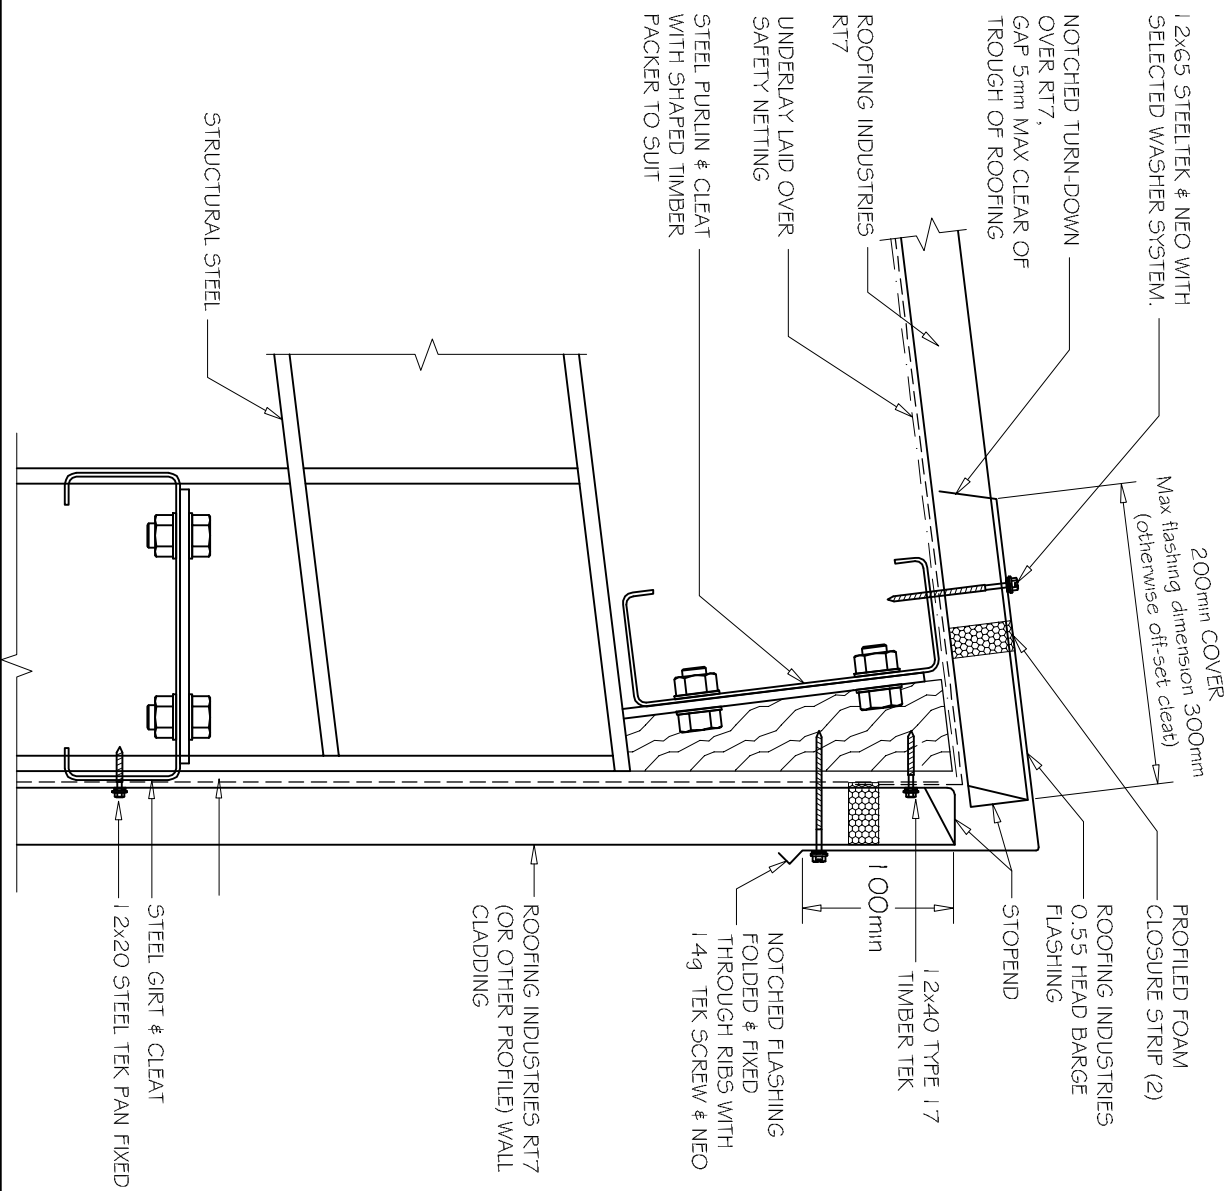 12x65 STEELTEK & NEO WITH
SELECTED WASHER SYSTEM.
NOTCHED TURN-DOWN
OVER RT7,
GAP 5mm MAX CLEAR OF
TROUGH OF ROOFING
ROOFING INDUSTRIES
RT7
UNDERLAY LAID OVER
SAFETY NETTING
STEEL PURLIN & CLEAT
WITH SHAPED TIMBER
PACKER TO SUIT
STRUCTURAL STEEL
200min COVER
Max flashing dimension 300mm
(otherwise off-set cleat)
PROFILED FOAM
CLOSURE STRIP (2)
ROOFING INDUSTRIES
0.55 HEAD BARGE
FLASHING
STOPEND
100min
12x40 TYPE 17
TIMBER TEK
NOTCHED FLASHING
FOLDED & FIXED
THROUGH RIBS WITH
14g TEK SCREW & NEO
ROOFING INDUSTRIES RT7
(OR OTHER PROFILE) WALL
CLADDING
STEEL GIRT & CLEAT
12x20 STEEL TEK PAN FIXED